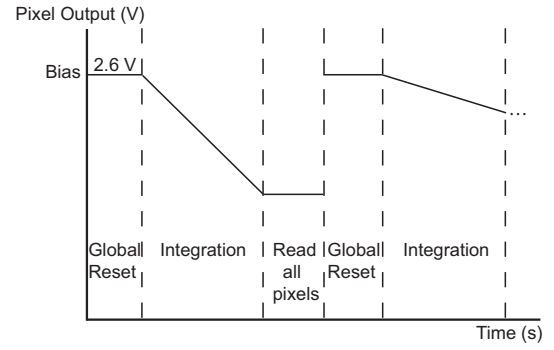 Pixel Output (V)
Bias
2.6 V
...
Global
Reset
Integration
Read
all
pixels
Global
Reset
Integration
Time (s)